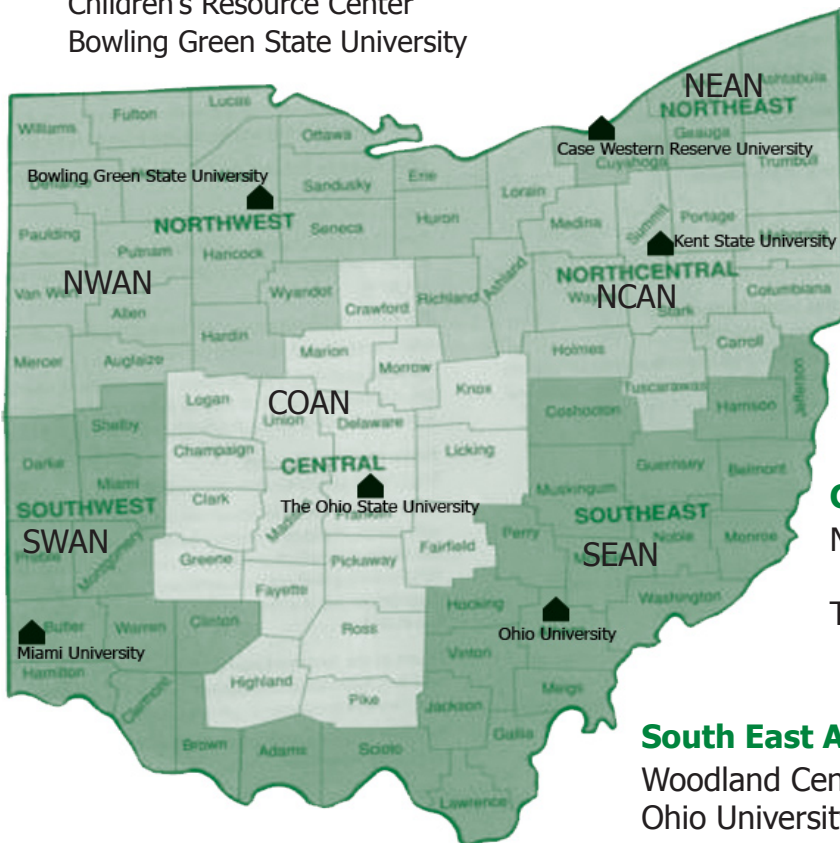 Children's Resource Center
Bowling Green State University
NEAN
Ashtabula
NORTHEAST
Williams
Fulton
Lucas
Ottawa
Geauga
Case Western Reserve University
Cuyahoga
Trumbull
Bowling Green State University
Sandusky
Erie
Lorain
NORTHWEST
Seneca
Huron
Medina
Summit
Portage
Paulding
Putnam
Hancock
Kent State University
NWAN
Van Wert
Allen
Wyandot
Crawford
Richland
Ashland
NORTHCENTRAL
NCAN
Stark
Columbiana
Hardin
Marion
Morrow
Holmes
Carroll
Mercer
Auglaize
Knox
Tuscarawas
Jefferson
Logan
COAN
Union
Delaware
Coshocton
Harrison
Shelby
Champaign
Licking
Darke
Miami
CENTRAL
Guernsey
Belmont
Clark
The Ohio State University
Muskingum
SOUTHWEST
Madison
Franklin
SOUTHEAST
SWAN
Preble
Montgomery
Greene
Pickaway
Fairfield
Perry
SEAN
Noble
Monroe
Fayette
Hocking
Washington
Butler
Warren
Clinton
Ross
Ohio University
Miami University
Vinton
Hamilton
Clermont
Highland
Pike
Jackson
Meigs
Gallia
Brown
Adams
Scioto
Lawrence
South East A
Woodland Cen
Ohio Universit